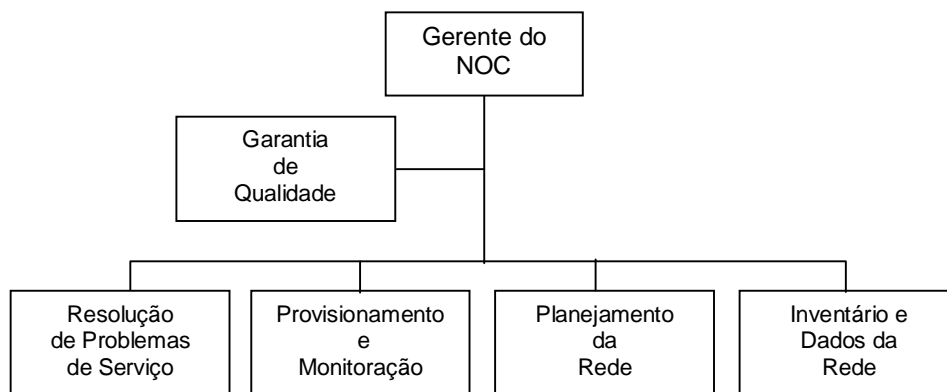 Gerente do
NOC
Garantia
de
Qualidade
Resolução
de Problemas
de Serviço
Provisionamento
e
Monitoração
Planejamento
da
Rede
Inventário e
Dados da
Rede